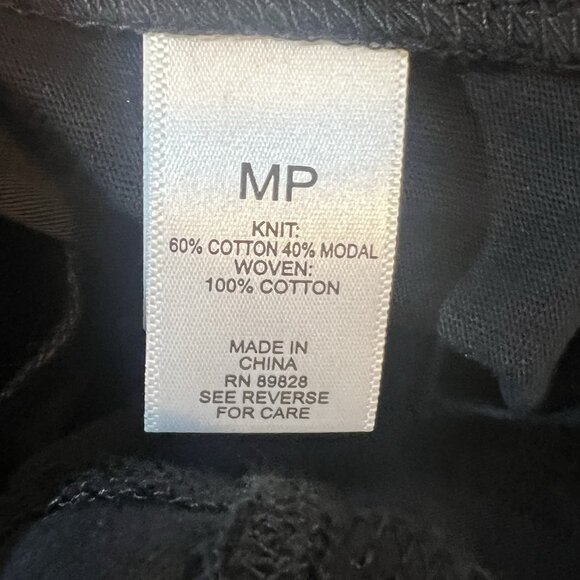 MP
KNIT:
60% COTTON 40% MODAL
WOVEN:
100% COTTON
MADE IN
CHINA
RN 89828
SEE REVERSE
FOR CARE